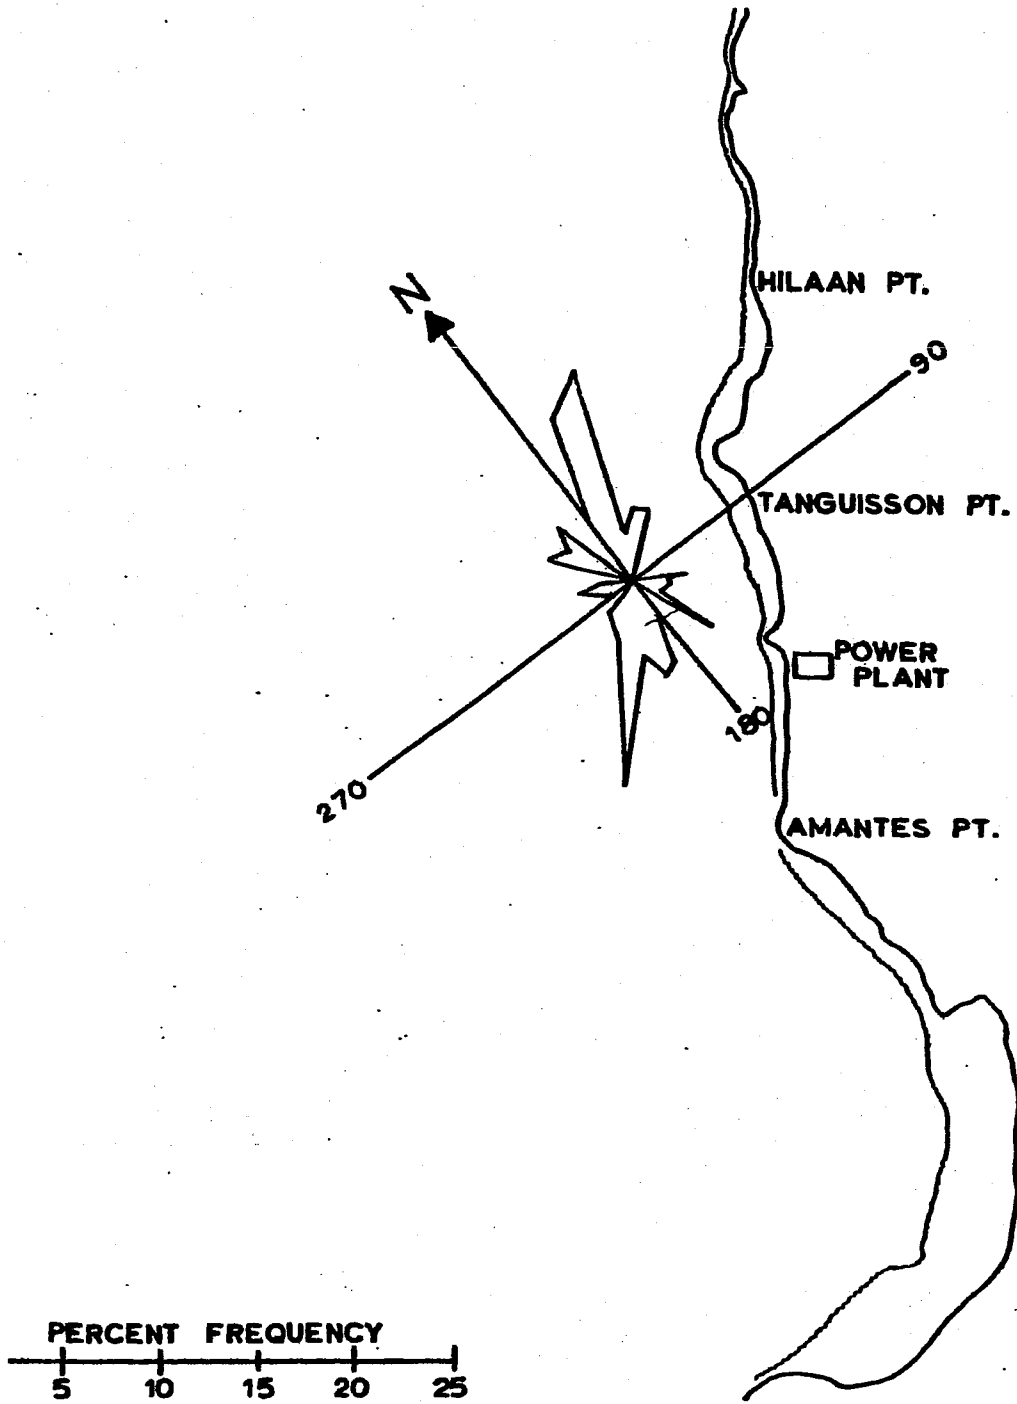 N
HILAAN PT.
90
TANGUISSON PT.
POWER
PLANT
180
270
AMANTES PT.
PERCENT FREQUENCY
5 10 15 20 25